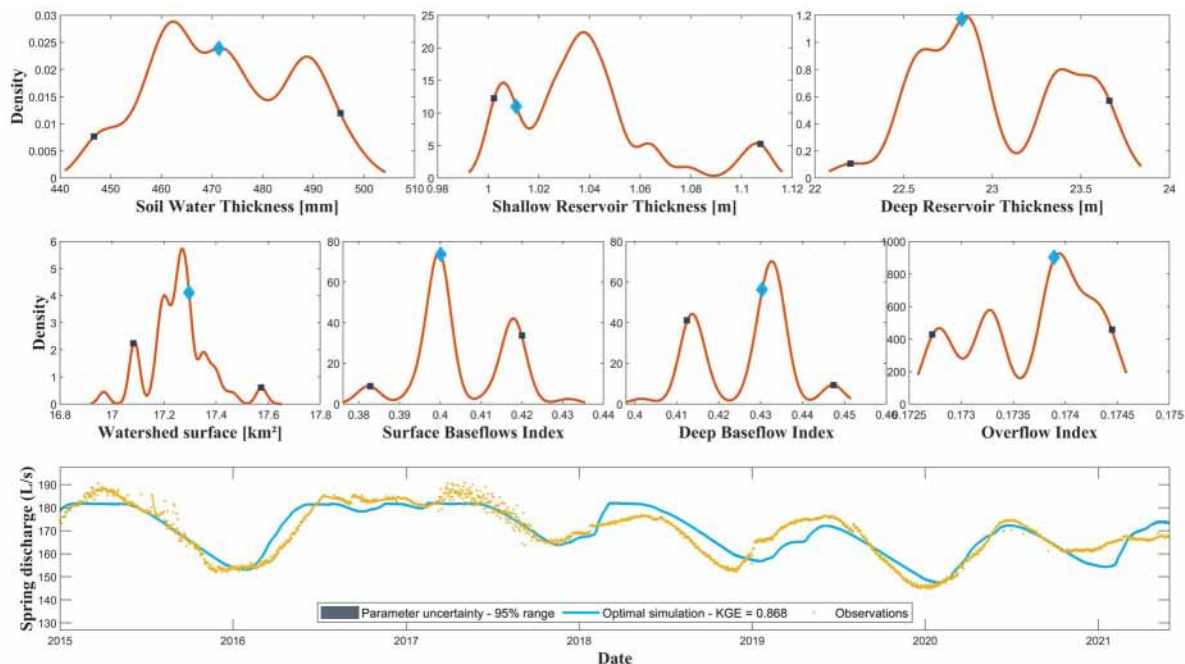 0.03
0.025
0.02
0.015
0.01
0.005
0
Density
440 450 460 470 480 490 500 510
Soil Water Thickness [mm]
25
20
15
10
5
0
0.98 1 1.02 1.04 1.06 1.08 1.1 1.12
Shallow Reservoir Thickness [m]
1.2
1
0.8
0.6
0.4
0.2
0
22 22.5 23 23.5 24
Deep Reservoir Thickness [m]
6
5
4
3
2
1
0
Density
16.8 17 17.2 17.4 17.6 17.8
Watershed surface [km²]
80
60
40
20
0
0.38 0.39 0.4 0.41 0.42 0.43 0.44
Surface Baseflows Index
80
60
40
20
0
0.4 0.41 0.42 0.43 0.44 0.45 0.46
Deep Baseflow Index
1000
800
600
400
200
0
0.1725 0.173 0.1735 0.174 0.1745 0.175
Overflow Index
190
180
170
160
150
140
130
Spring discharge (L/s)
Parameter uncertainty - 95% range Optimal simulation - KGE = 0.868 Observations
2015 2016 2017 2018 2019 2020 2021
Date